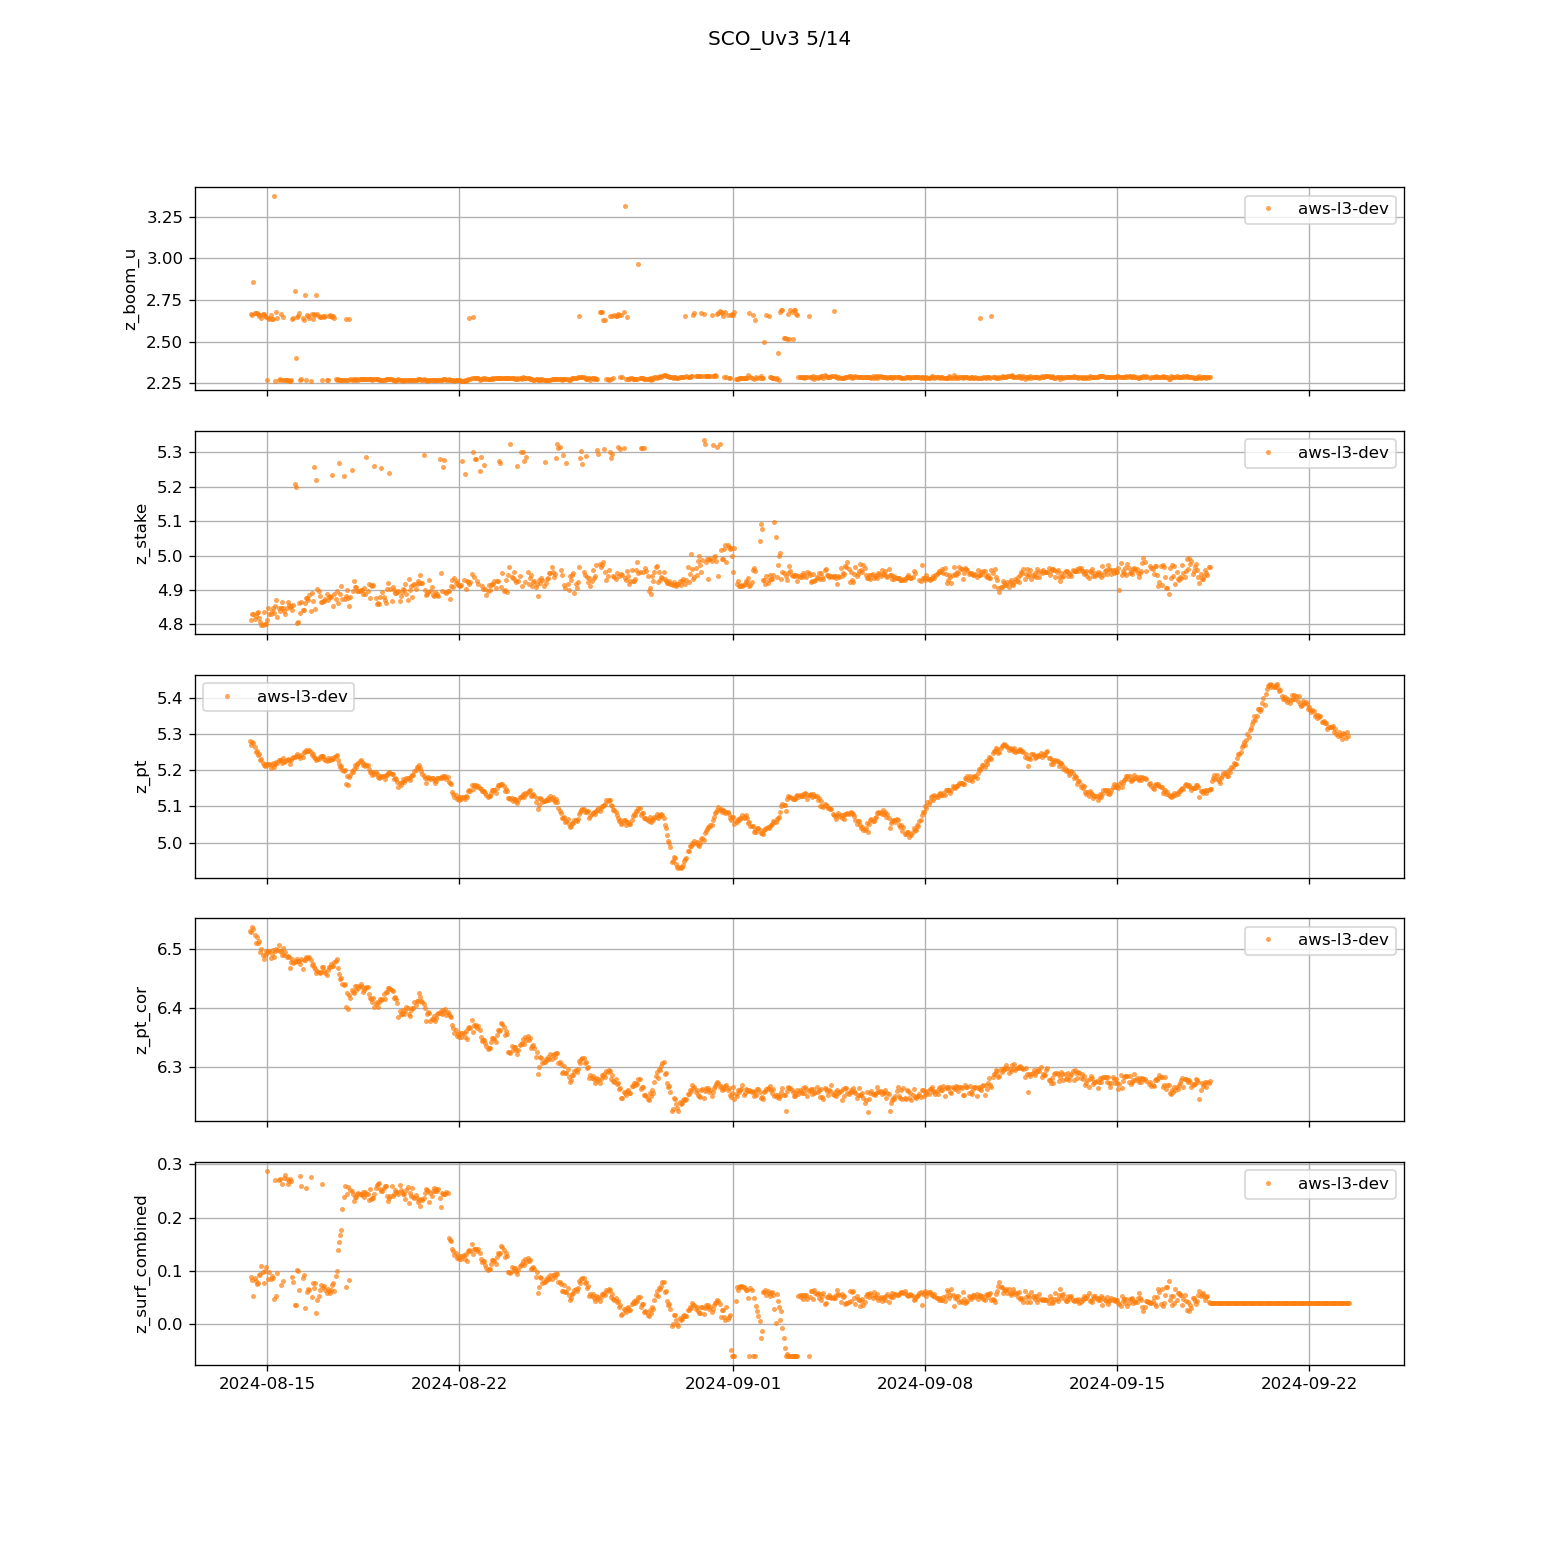 SCO_Uv3 5/14
3.25
3.00
2.75
2.50
2.25
z_boom_u
aws-l3-dev
5.3
5.2
5.1
5.0
4.9
4.8
z_stake
aws-l3-dev
5.4
5.3
5.2
5.1
5.0
z_pt
aws-l3-dev
6.5
6.4
6.3
z_pt_cor
aws-l3-dev
0.3
0.2
0.1
0.0
z_surf_combined
aws-l3-dev
2024-08-15
2024-08-22
2024-09-01
2024-09-08
2024-09-15
2024-09-22